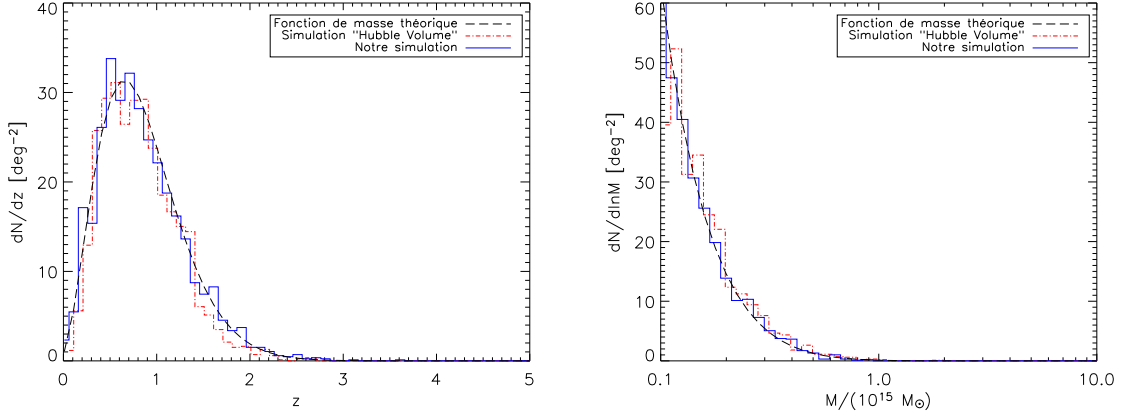 Fonction de masse théorique
Simulation "Hubble Volume"
Notre simulation
40
30
20
10
0
dN/dz [deg⁻²]
0
1
2
3
4
5
z
Fonction de masse théorique
Simulation "Hubble Volume"
Notre simulation
60
50
40
30
20
10
0
dN/dlnM [deg⁻²]
0.1
1.0
10.0
M/(10¹⁵ M☉)